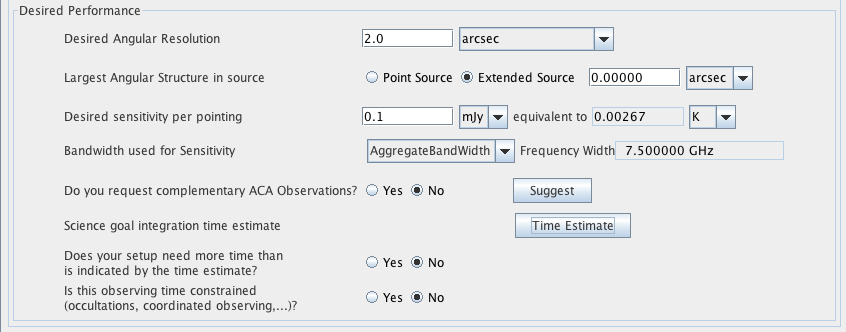 Desired Performance
Desired Angular Resolution 2.0 arcsec
Largest Angular Structure in source Point Source Extended Source 0.00000 arcsec
Desired sensitivity per pointing 0.1 mJy equivalent to 0.00267 K
Bandwidth used for Sensitivity AggregateBandWidth Frequency Width 7.500000 GHz
Do you request complementary ACA Observations? Yes No Suggest
Science goal integration time estimate Time Estimate
Does your setup need more time than
is indicated by the time estimate? Yes No
Is this observing time constrained
(occultations, coordinated observing,...)? Yes No